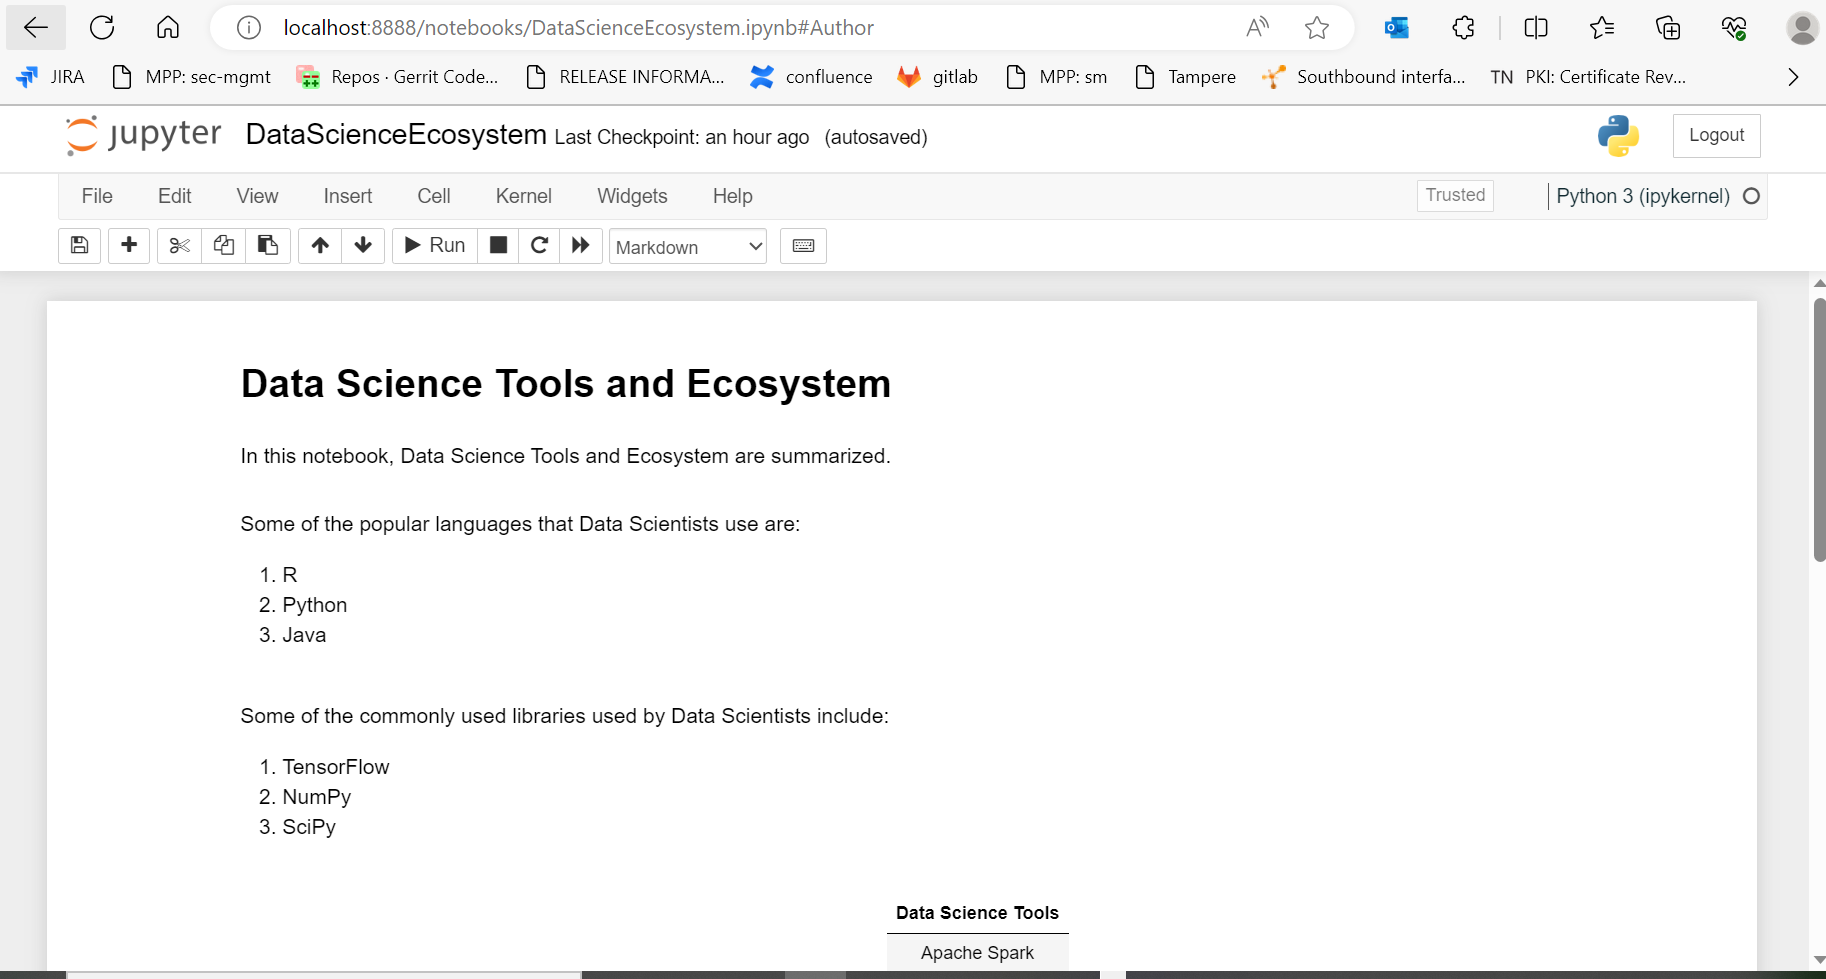 localhost:8888/notebooks/DataScienceEcosystem.ipynb#Author
JIRA MPP: sec-mgmt Repos · Gerrit Code... RELEASE INFORMA... confluence gitlab MPP: sm Tampere Southbound interfa... TN PKI: Certificate Rev...
jupyter DataScienceEcosystem Last Checkpoint: an hour ago (autosaved) Logout
File Edit View Insert Cell Kernel Widgets Help Trusted Python 3 (ipykernel)
Run Markdown
Data Science Tools and Ecosystem
In this notebook, Data Science Tools and Ecosystem are summarized.
Some of the popular languages that Data Scientists use are:
1. R
2. Python
3. Java
Some of the commonly used libraries used by Data Scientists include:
1. TensorFlow
2. NumPy
3. SciPy
Data Science Tools
Apache Spark